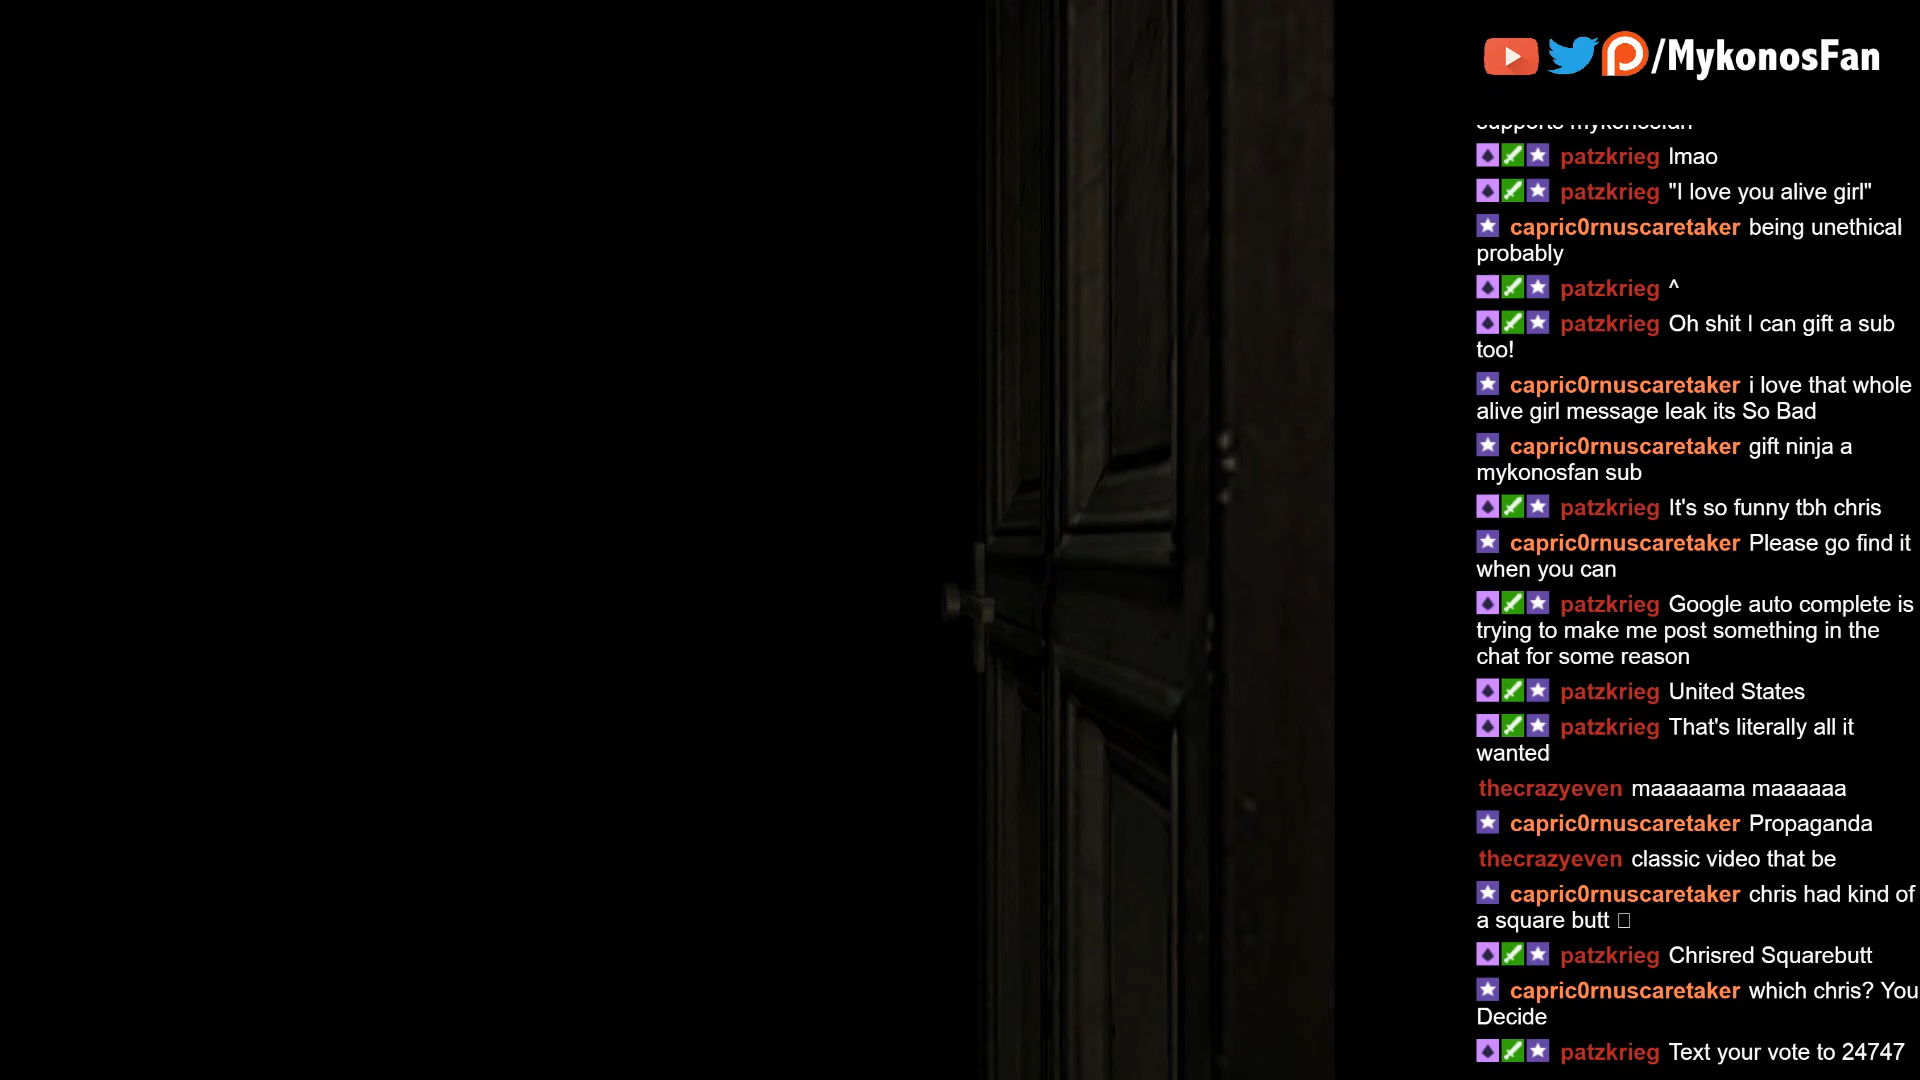 /MykonosFan
supports mykonosfan
patzkrieg lmao
patzkrieg "I love you alive girl"
capric0rnuscaretaker being unethical
probably
patzkrieg ^
patzkrieg Oh shit I can gift a sub
too!
capric0rnuscaretaker i love that whole
alive girl message leak its So Bad
capric0rnuscaretaker gift ninja a
mykonosfan sub
patzkrieg It's so funny tbh chris
capric0rnuscaretaker Please go find it
when you can
patzkrieg Google auto complete is
trying to make me post something in the
chat for some reason
patzkrieg United States
patzkrieg That's literally all it
wanted
thecrazyeven maaaaama maaaaaa
capric0rnuscaretaker Propaganda
thecrazyeven classic video that be
capric0rnuscaretaker chris had kind of
a square butt
patzkrieg Chrisred Squarebutt
capric0rnuscaretaker which chris? You
Decide
patzkrieg Text your vote to 24747